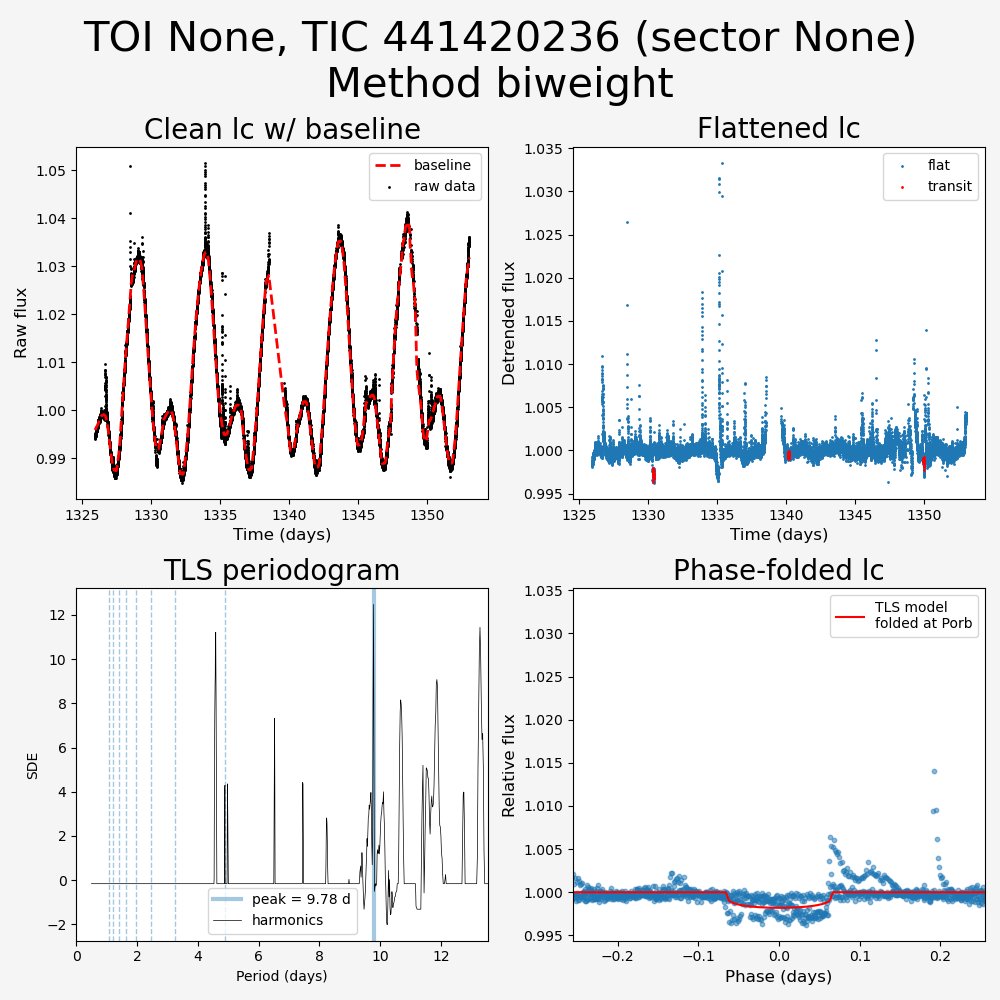 TOI None, TIC 441420236 (sector None)
Method biweight
Clean lc w/ baseline
baseline
raw data
Raw flux
1.05
1.04
1.03
1.02
1.01
1.00
0.99
1325
1330
1335
1340
1345
1350
Time (days)
Flattened lc
flat
transit
Detrended flux
1.035
1.030
1.025
1.020
1.015
1.010
1.005
1.000
0.995
1325
1330
1335
1340
1345
1350
Time (days)
TLS periodogram
SDE
12
10
8
6
4
2
0
−2
peak = 9.78 d
harmonics
0
2
4
6
8
10
12
Period (days)
Phase-folded lc
TLS model
folded at Porb
Relative flux
1.035
1.030
1.025
1.020
1.015
1.010
1.005
1.000
0.995
−0.2
−0.1
0.0
0.1
0.2
Phase (days)